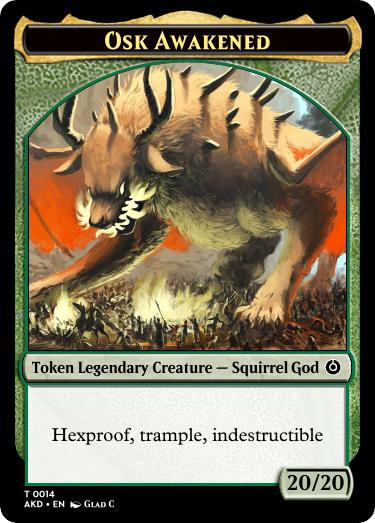 Osk Awakened
Token Legendary Creature — Squirrel God
Hexproof, trample, indestructible
20/20
T 0014
AKD • EN Glad C